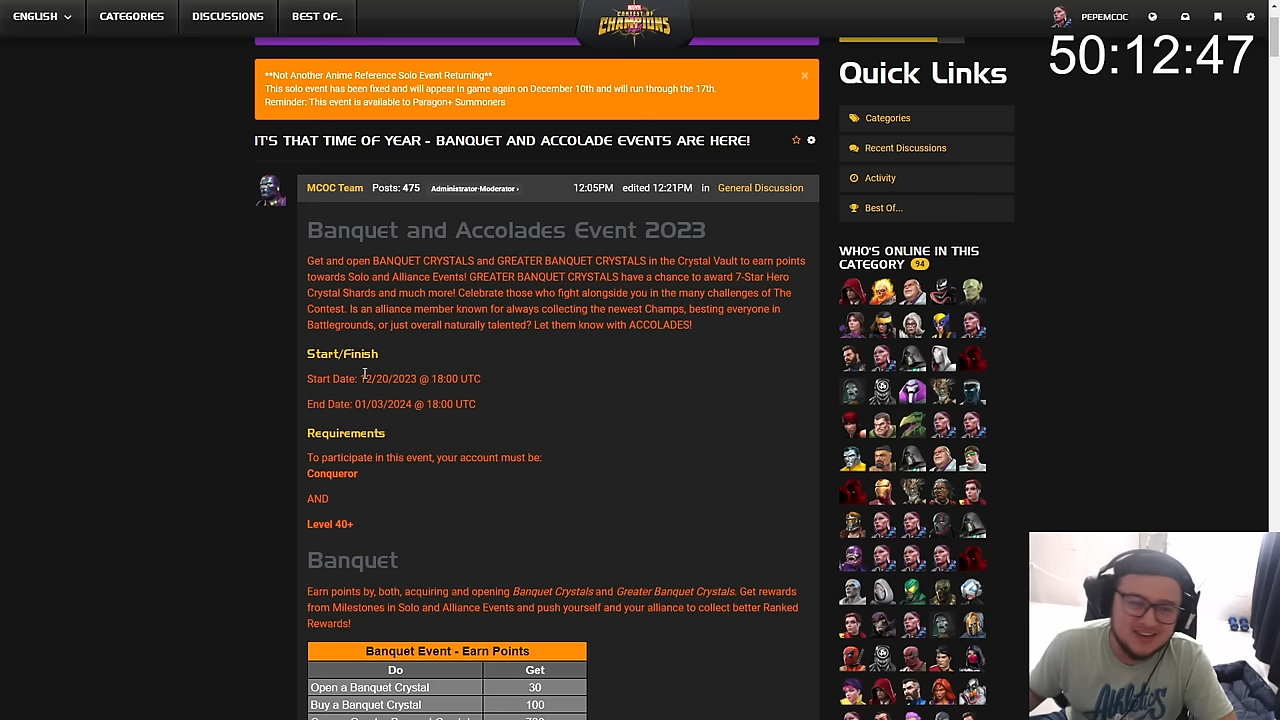 ENGLISH
CATEGORIES
DISCUSSIONS
BEST OF...
MARVEL
CONTEST OF
CHAMPIONS
PEPEMCOC
50:12:47
**Not Another Anime Reference Solo Event Returning**
This solo event has been fixed and will appear in game again on December 10th and will run through the 17th.
Reminder: This event is available to Paragon+ Summoners
×
IT'S THAT TIME OF YEAR - BANQUET AND ACCOLADE EVENTS ARE HERE!
MCOC Team Posts: 475 Administrator-Moderator › 12:05PM edited 12:21PM in General Discussion
Banquet and Accolades Event 2023
Get and open BANQUET CRYSTALS and GREATER BANQUET CRYSTALS in the Crystal Vault to earn points
towards Solo and Alliance Events! GREATER BANQUET CRYSTALS have a chance to award 7-Star Hero
Crystal Shards and much more! Celebrate those who fight alongside you in the many challenges of The
Contest. Is an alliance member known for always collecting the newest Champs, besting everyone in
Battlegrounds, or just overall naturally talented? Let them know with ACCOLADES!
Start/Finish
Start Date: 12/20/2023 @ 18:00 UTC
End Date: 01/03/2024 @ 18:00 UTC
Requirements
To participate in this event, your account must be:
Conqueror
AND
Level 40+
Banquet
Earn points by, both, acquiring and opening Banquet Crystals and Greater Banquet Crystals. Get rewards
from Milestones in Solo and Alliance Events and push yourself and your alliance to collect better Ranked
Rewards!
Banquet Event - Earn Points
Do Get
Open a Banquet Crystal 30
Buy a Banquet Crystal 100
Quick Links
Categories
Recent Discussions
Activity
Best Of...
WHO'S ONLINE IN THIS
CATEGORY 94
Athletics